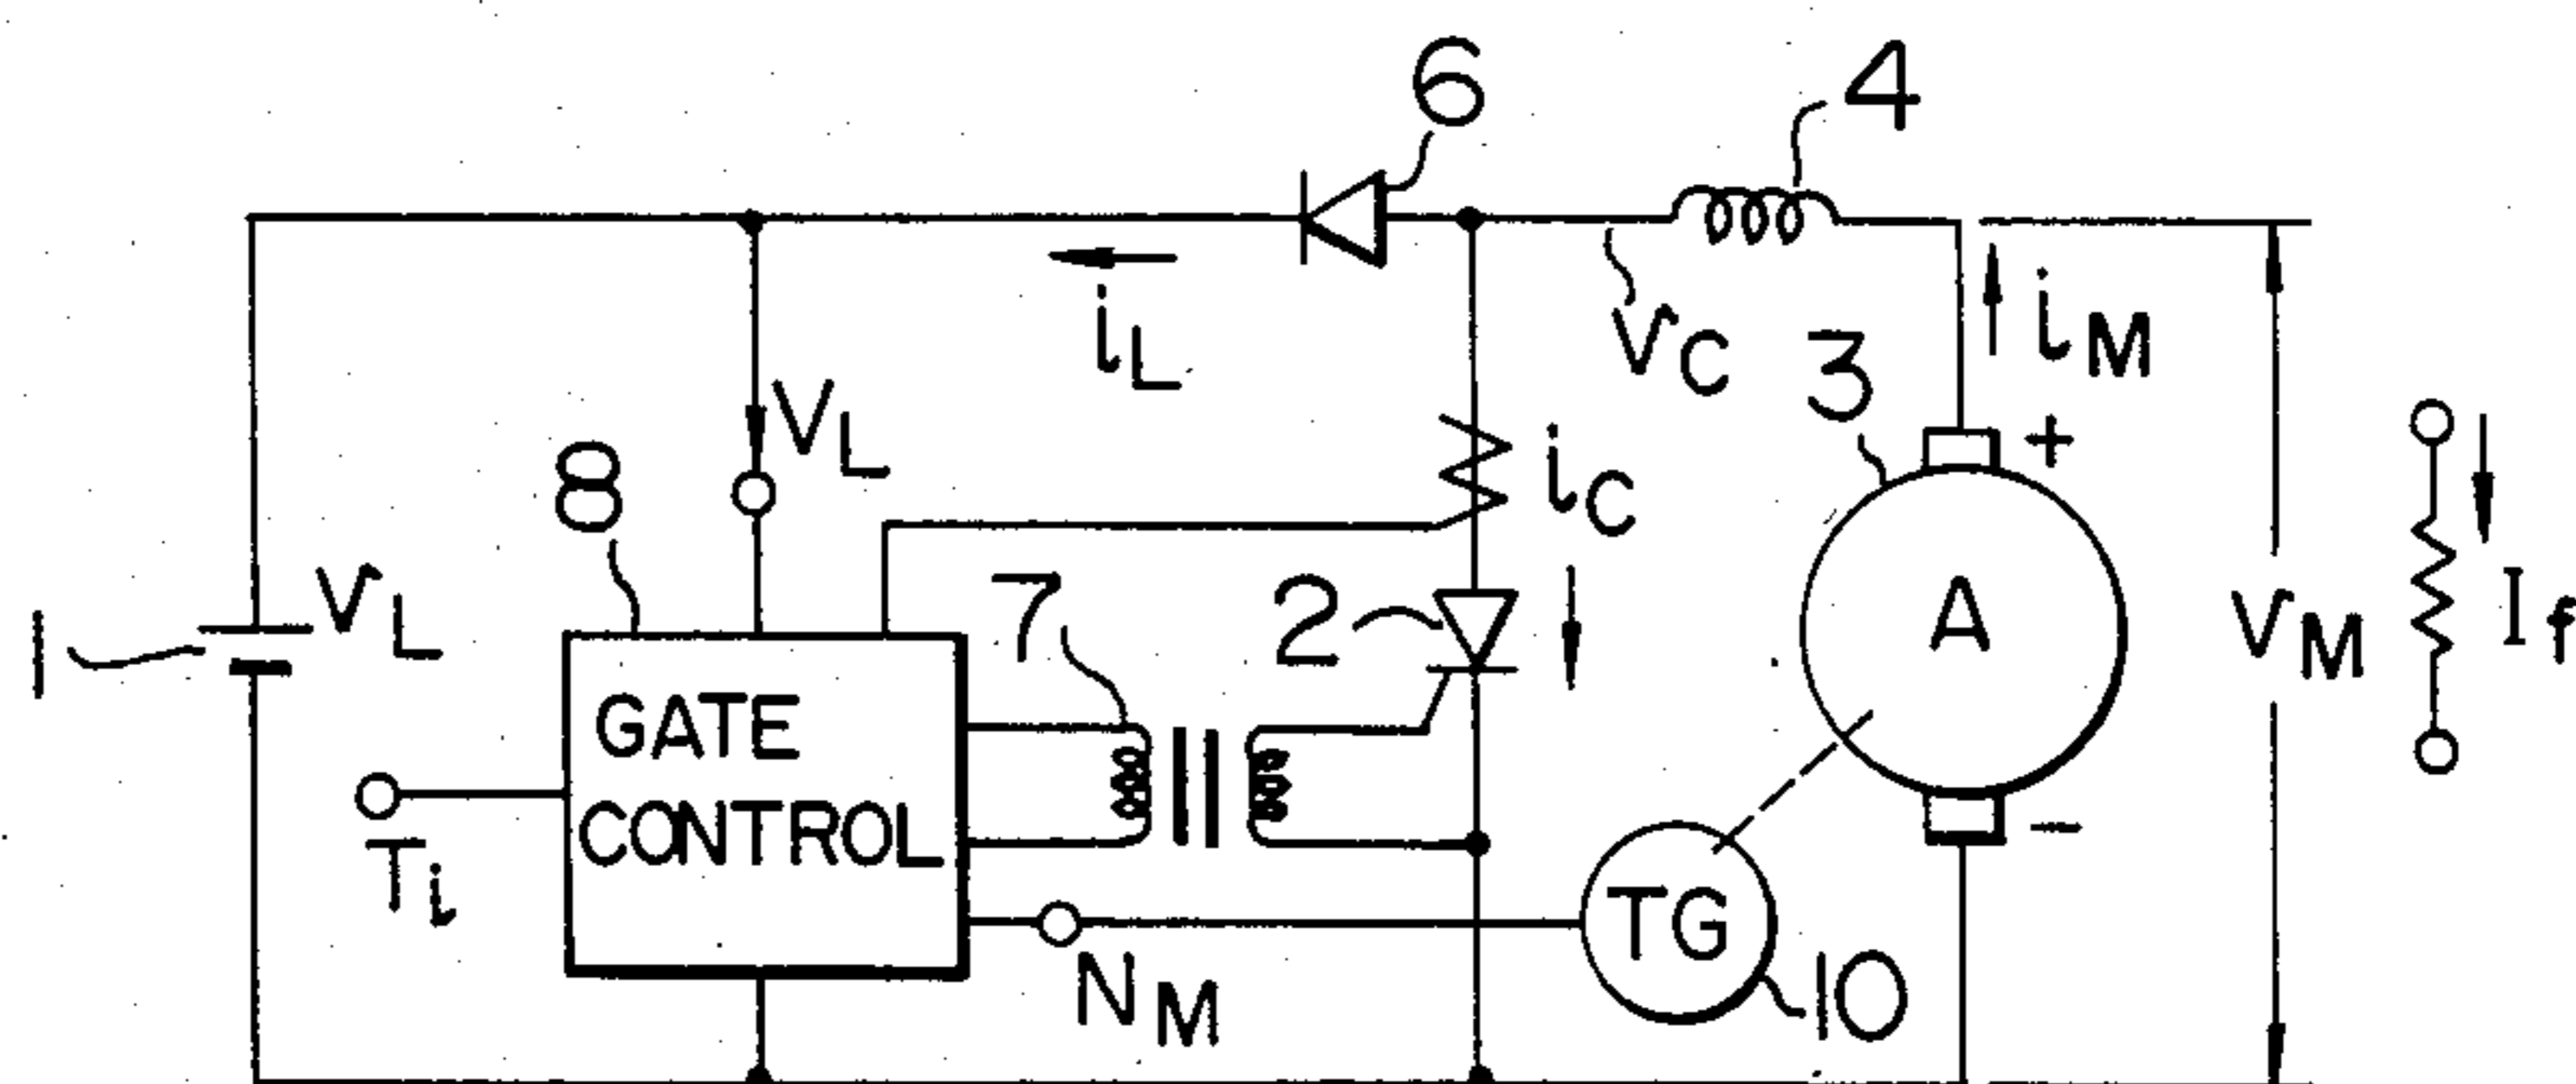 6
4
iL
VC
iM
VL
8
iC
3
+
1
VL
7
2
A
VM
If
GATE
CONTROL
Ti
-
TG
NM
10